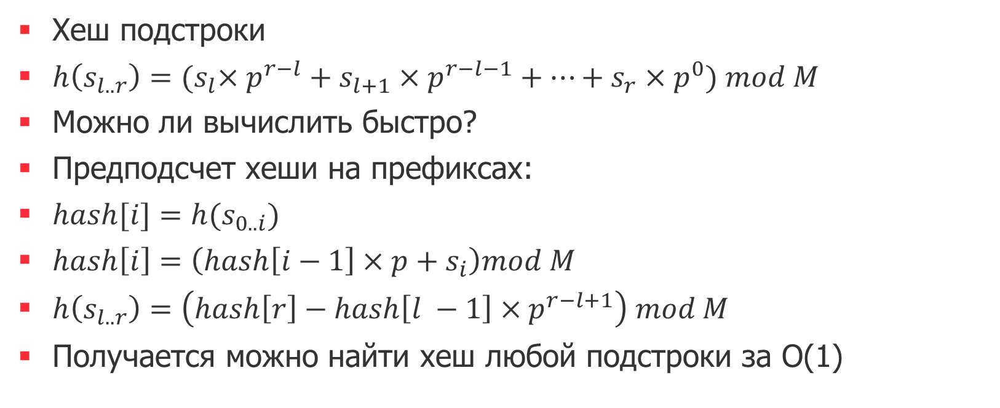 ▪ Хеш подстроки
▪ $h(s_{l..r}) = (s_l \times p^{r-l} + s_{l+1} \times p^{r-l-1} + \cdots + s_r \times p^0) \; mod \; M$
▪ Можно ли вычислить быстро?
▪ Предподсчет хеши на префиксах:
▪ $hash[i] = h(s_{0..i})$
▪ $hash[i] = (hash[i-1] \times p + s_i) mod \; M$
▪ $h(s_{l..r}) = (hash[r] - hash[l \; -1] \times p^{r-l+1}) \; mod \; M$
▪ Получается можно найти хеш любой подстроки за O(1)